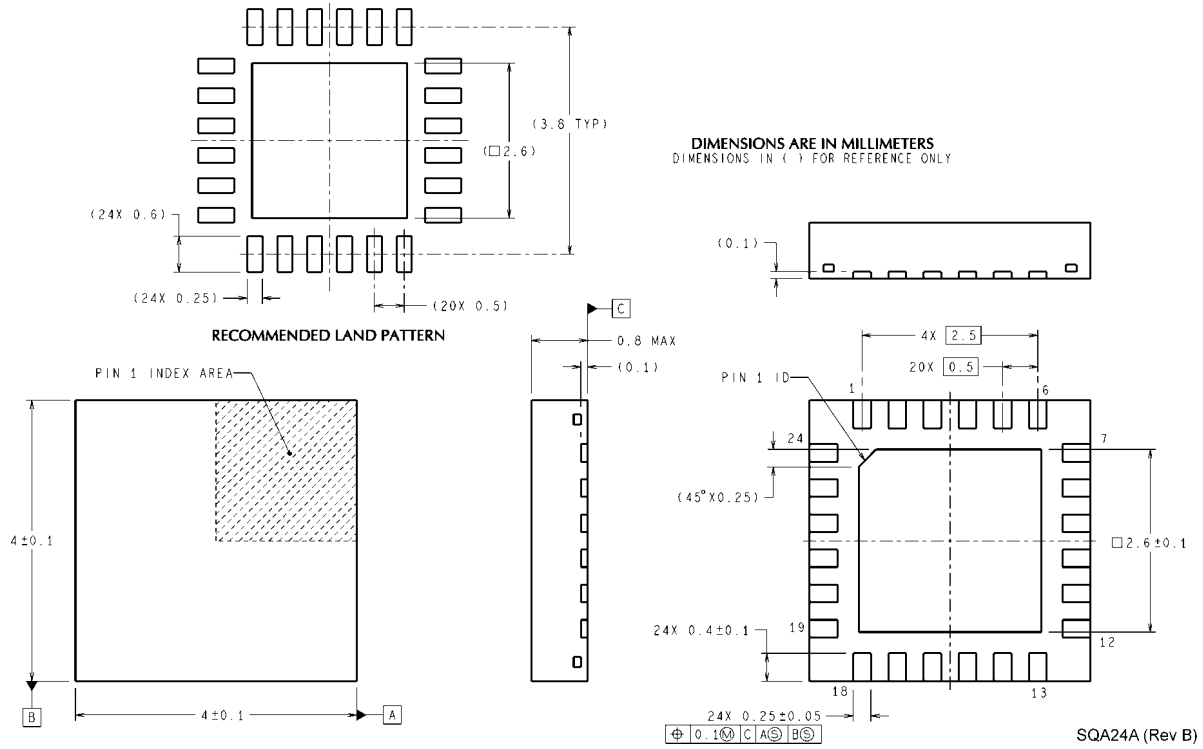 (3.8 TYP)
(□2.6)
(24X 0.6)
(24X 0.25)
(20X 0.5)
RECOMMENDED LAND PATTERN
DIMENSIONS ARE IN MILLIMETERS
DIMENSIONS IN ( ) FOR REFERENCE ONLY
(0.1)
C
0.8 MAX
(0.1)
PIN 1 INDEX AREA
4±0.1
B
4±0.1
A
4X 2.5
20X 0.5
PIN 1 ID
1
6
24
7
(45°X0.25)
□2.6±0.1
24X 0.4±0.1
19
12
18
13
24X 0.25±0.05
⌖ 0.1Ⓜ C AⓈ BⓈ
SQA24A (Rev B)